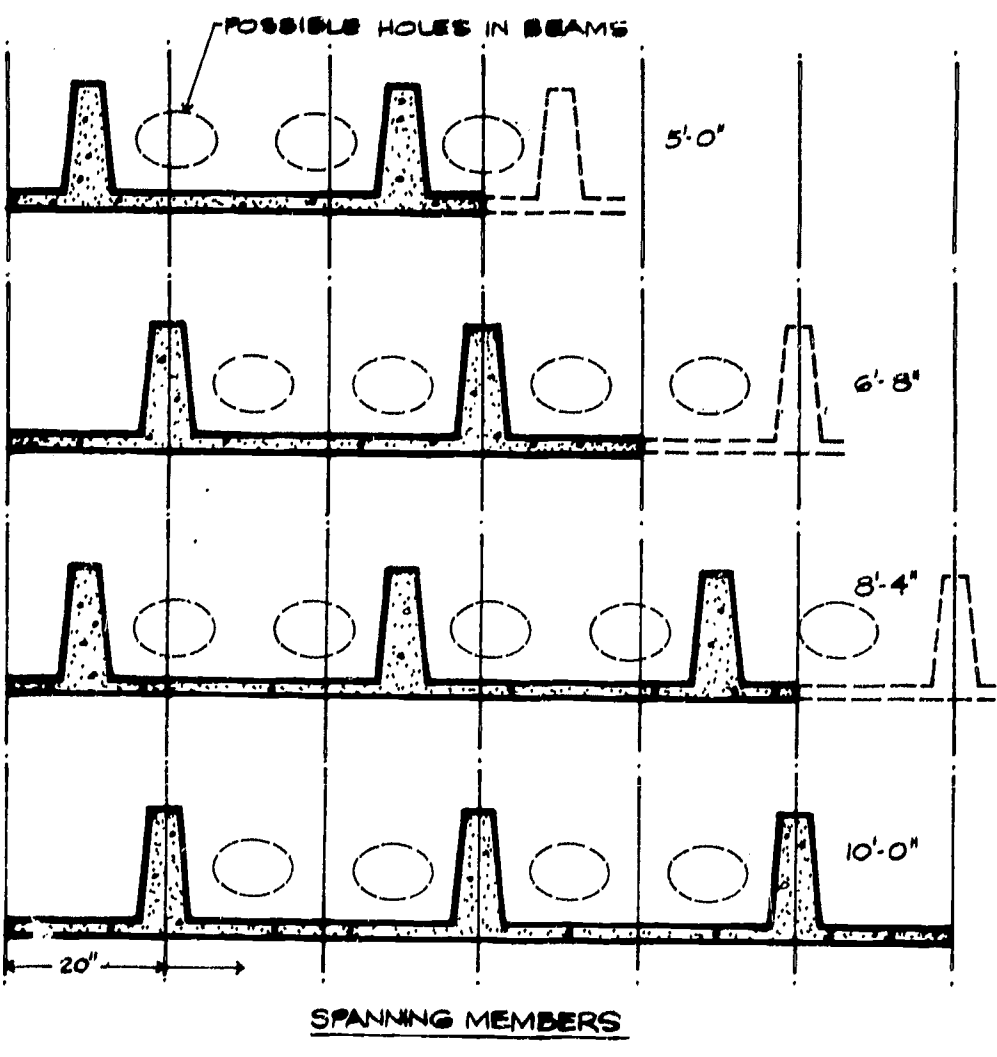 POSSIBLE HOLES IN BEAMS
5'-0"
6'-8"
8'-4"
10'-0"
20"
SPANNING MEMBERS